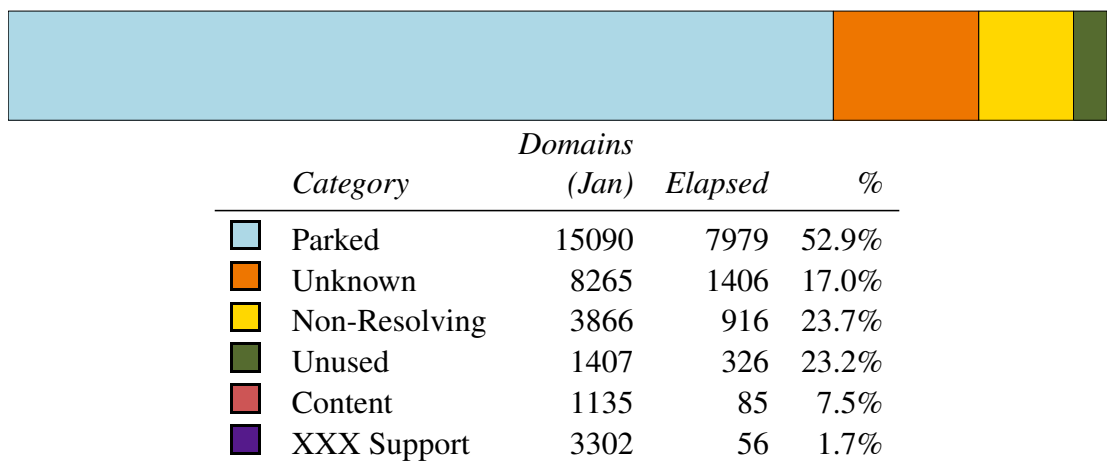 Domains
Category (Jan) Elapsed %
Parked 15090 7979 52.9%
Unknown 8265 1406 17.0%
Non-Resolving 3866 916 23.7%
Unused 1407 326 23.2%
Content 1135 85 7.5%
XXX Support 3302 56 1.7%